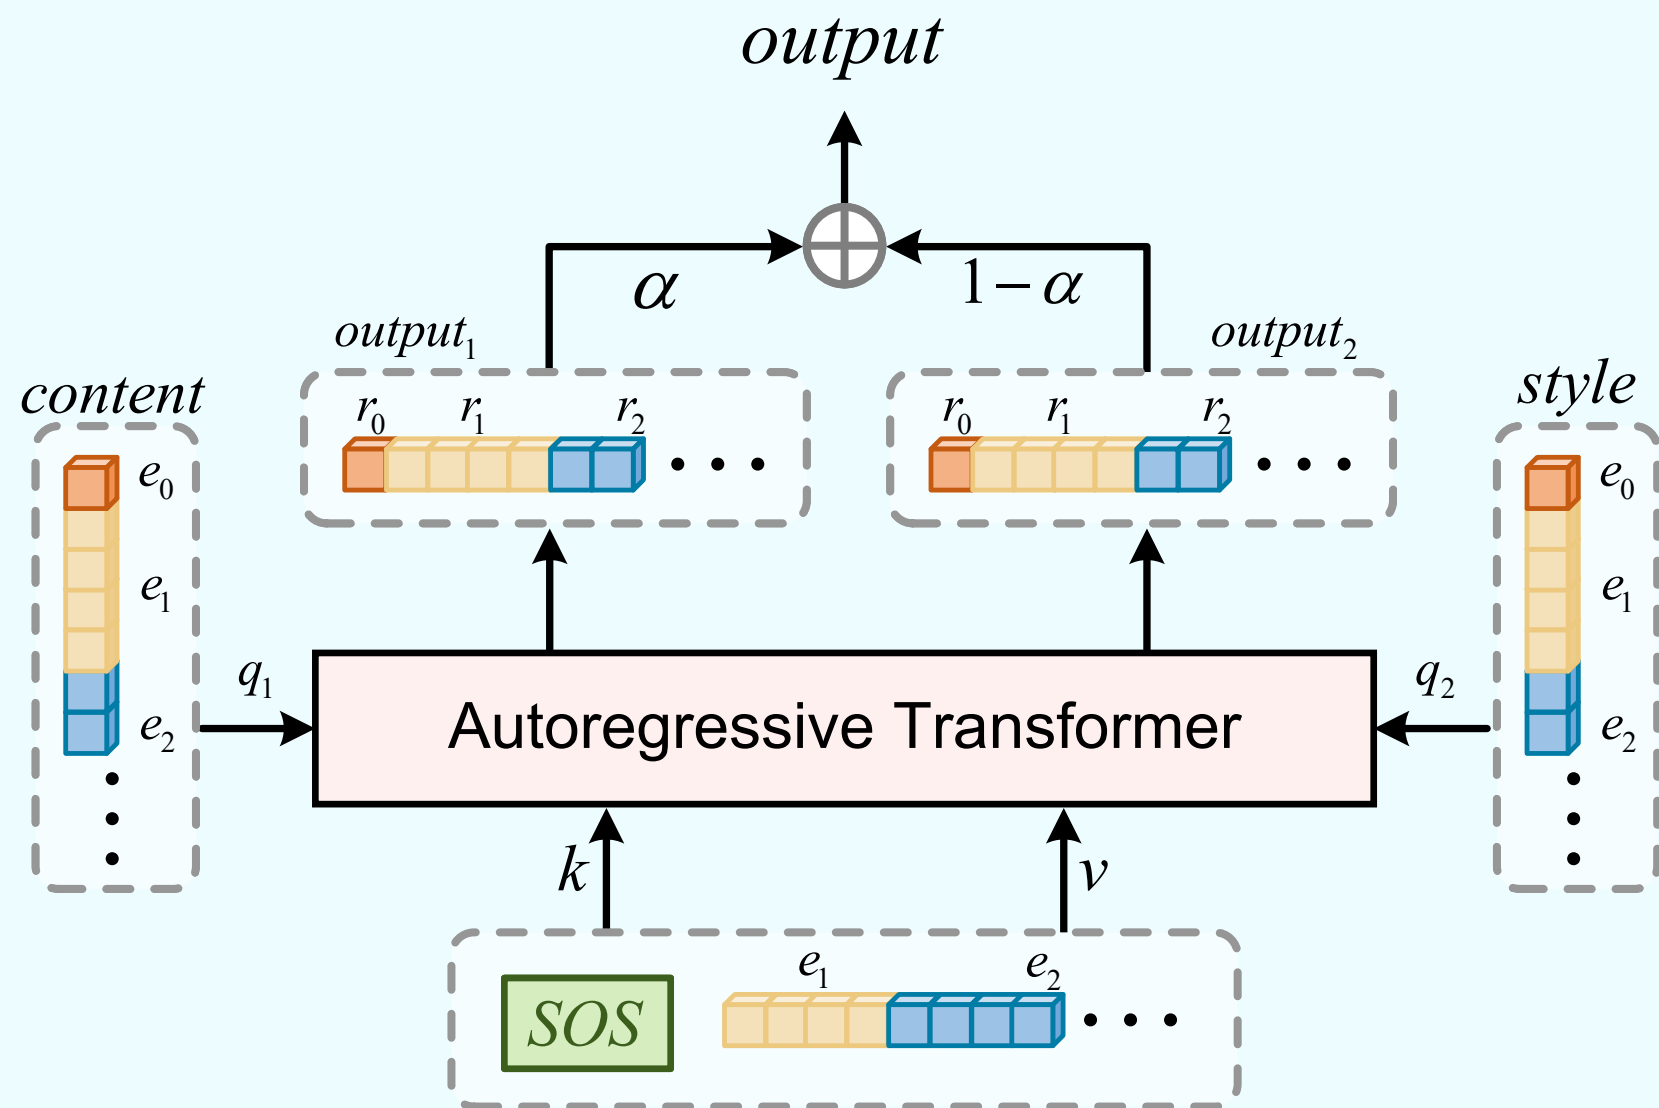 output
α
1−α
output₁
output₂
content
style
r₀ r₁ r₂
r₀ r₁ r₂
e₀
e₁
e₂
e₀
e₁
e₂
q₁
q₂
Autoregressive Transformer
k
v
e₁ e₂
SOS